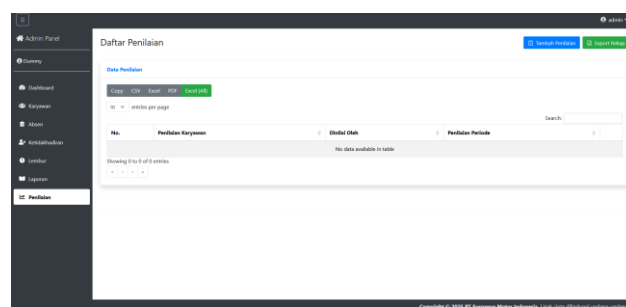 admin
Admin Panel
Daftar Penilaian
Tambah Penilaian
Export Rekap
Dummy
Data Penilaian
Dashboard
Copy CSV Excel PDF Excel (All)
Karyawan
10 entries per page
Absen
Search:
No. Penilaian Karyawan Dinilai Oleh Penilaian Periode
Ketidakhadiran
No data available in table
Lembur
Showing 0 to 0 of 0 entries
Laporan
« ‹ › »
Penilaian
Copyright © 2025 PT
Motor Indonesia.